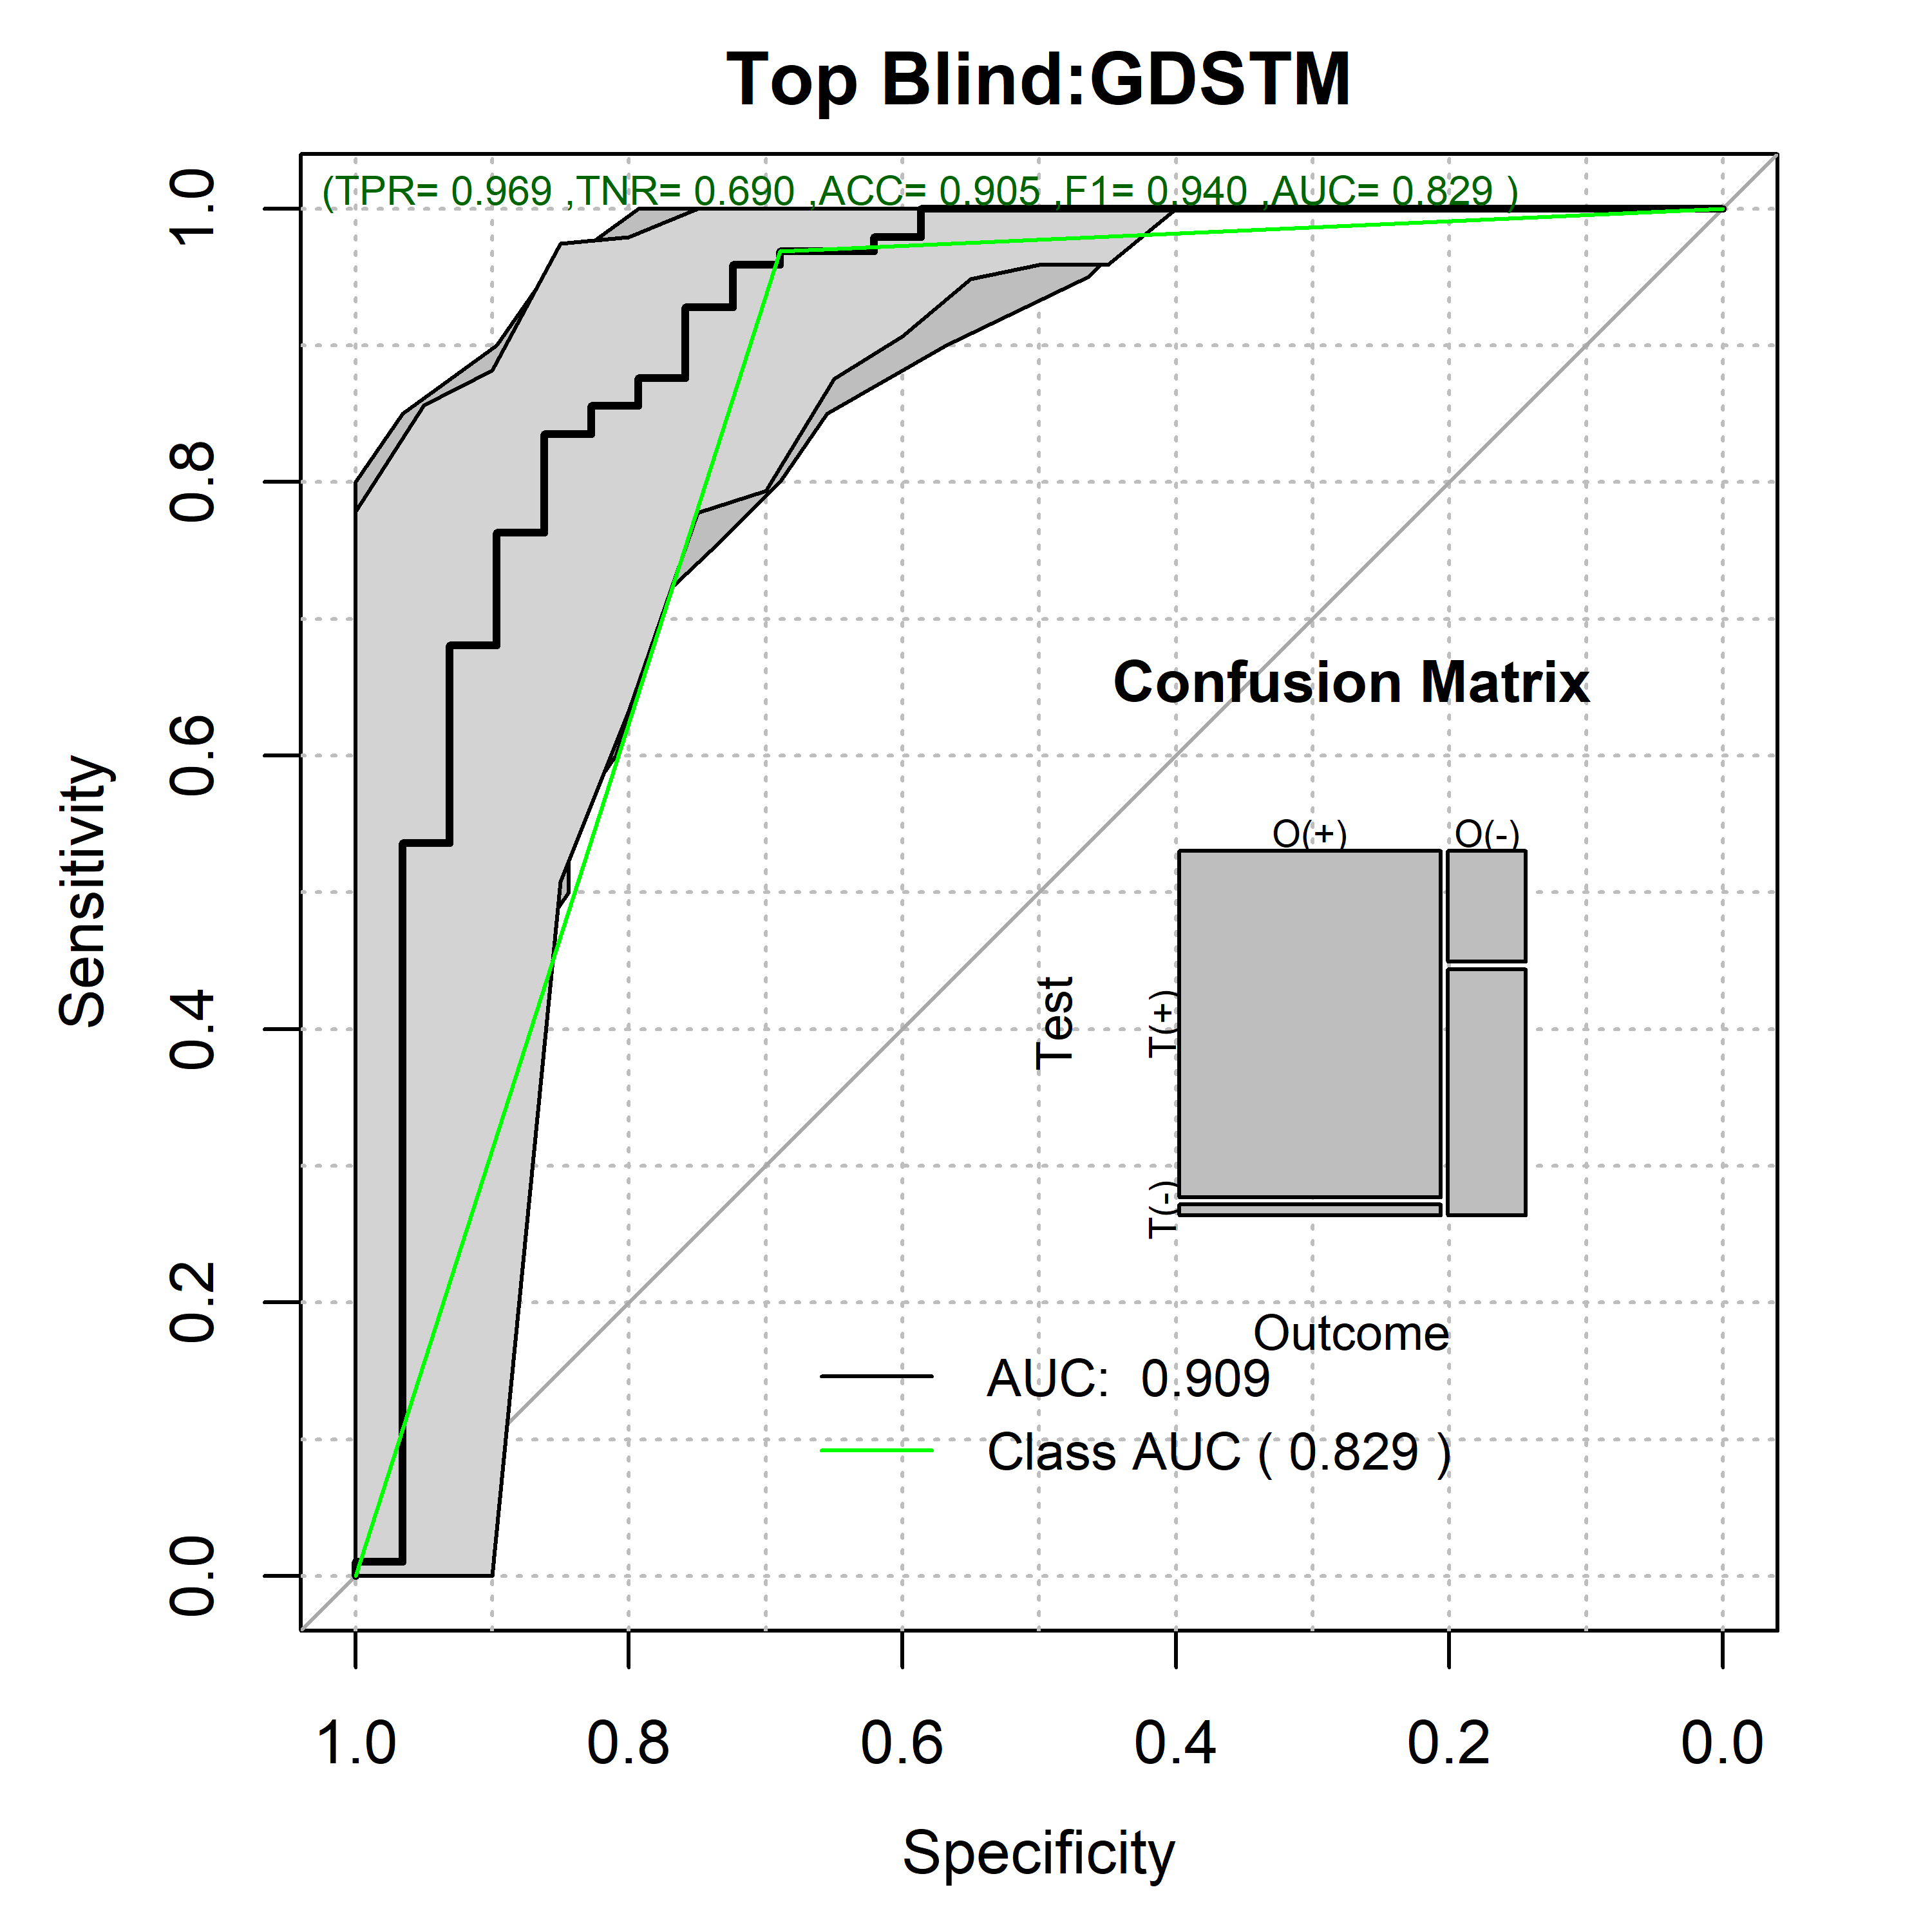 Top Blind:GDSTM
(TPR= 0.969 ,TNR= 0.690 ,ACC= 0.905 ,F1= 0.940 ,AUC= 0.829 )
Sensitivity
1.0
0.8
0.6
0.4
0.2
0.0
Confusion Matrix
O(+) O(-)
Test
T(+)
T(-)
Outcome
AUC: 0.909
Class AUC ( 0.829 )
1.0 0.8 0.6 0.4 0.2 0.0
Specificity